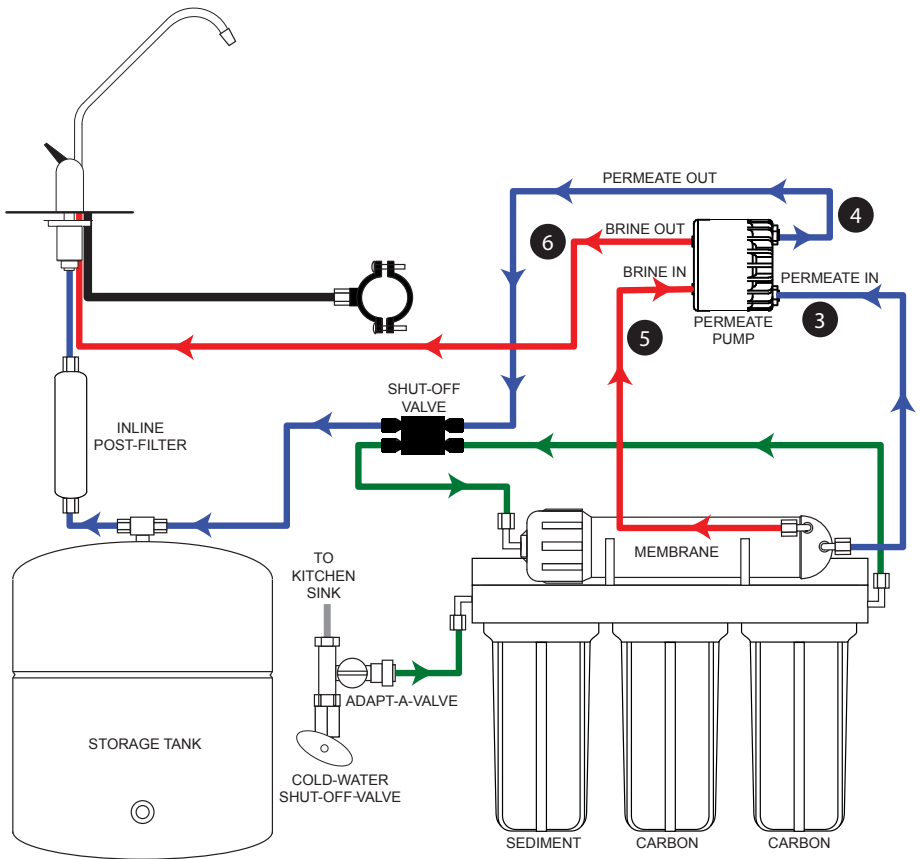 PERMEATE OUT
4
6
BRINE OUT
BRINE IN
PERMEATE IN
3
5
PERMEATE
PUMP
SHUT-OFF
VALVE
INLINE
POST-FILTER
MEMBRANE
TO
KITCHEN
SINK
ADAPT-A-VALVE
STORAGE TANK
COLD-WATER
SHUT-OFF-VALVE
SEDIMENT
CARBON
CARBON